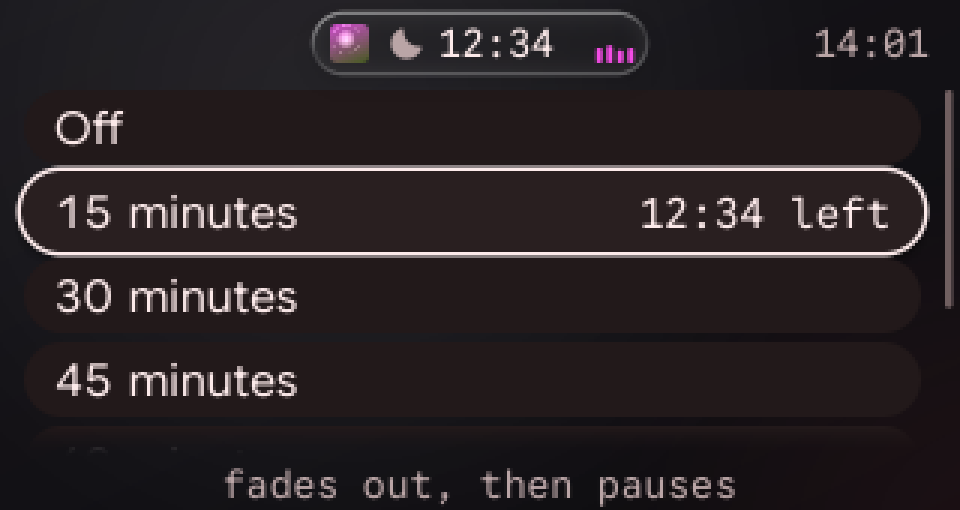 12:34 14:01
Off
15 minutes 12:34 left
30 minutes
45 minutes
fades out, then pauses